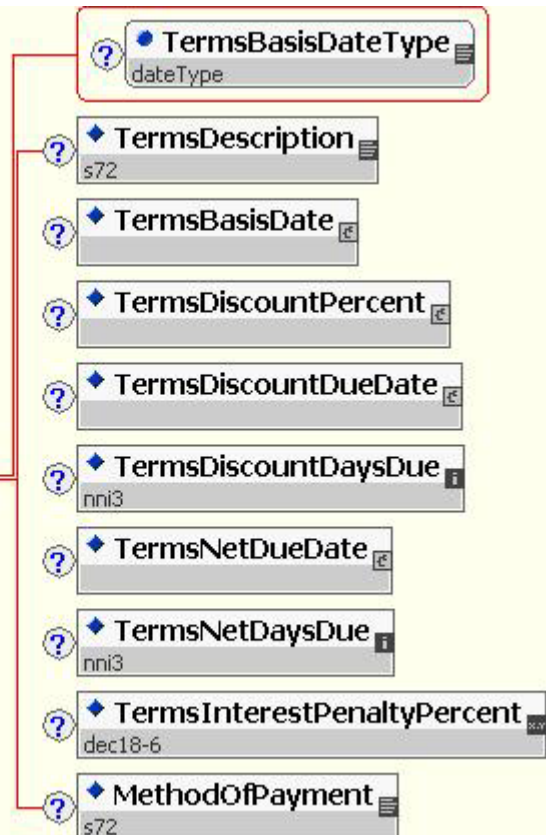 ?
TermsBasisDateType
dateType
?
TermsDescription
s72
?
TermsBasisDate
?
TermsDiscountPercent
?
TermsDiscountDueDate
?
TermsDiscountDaysDue
nni3
?
TermsNetDueDate
?
TermsNetDaysDue
nni3
?
TermsInterestPenaltyPercent
dec18-6
?
MethodOfPayment
s72